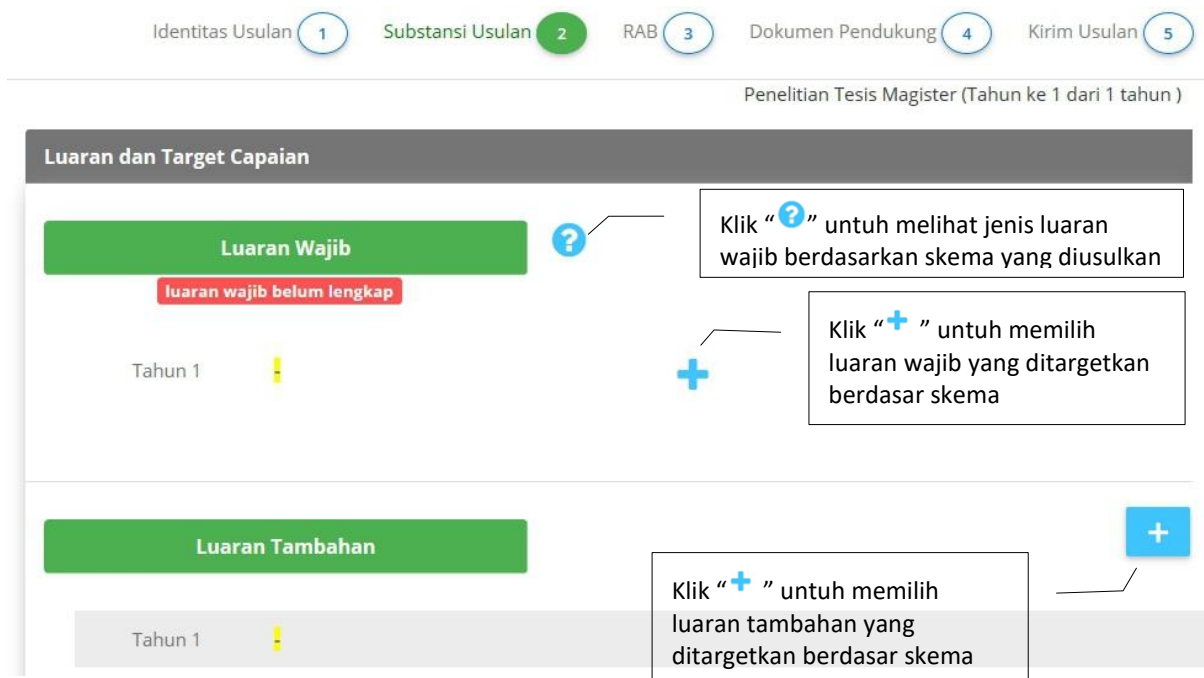 Identitas Usulan 1 Substansi Usulan 2 RAB 3 Dokumen Pendukung 4 Kirim Usulan 5
Penelitian Tesis Magister (Tahun ke 1 dari 1 tahun )
Luaran dan Target Capaian
Luaran Wajib
?
luaran wajib belum lengkap
Klik “?” untuh melihat jenis luaran
wajib berdasarkan skema yang diusulkan
Tahun 1 -
+
Klik “+ ” untuh memilih
luaran wajib yang ditargetkan
berdasar skema
Luaran Tambahan
+
Tahun 1 -
Klik “+ ” untuh memilih
luaran tambahan yang
ditargetkan berdasar skema